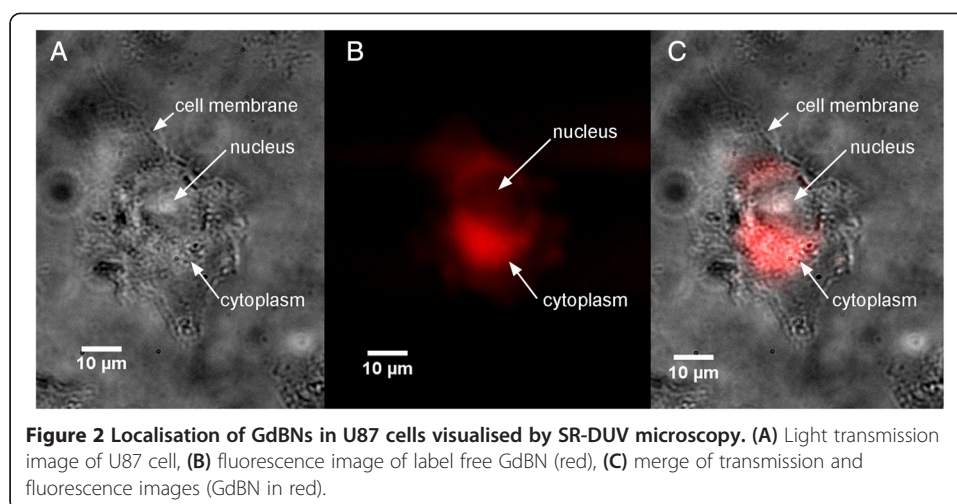 A
cell membrane
nucleus
cytoplasm
10 µm
B
nucleus
cytoplasm
10 µm
C
cell membrane
nucleus
cytoplasm
10 µm
Figure 2 Localisation of GdBNs in U87 cells visualised by SR-DUV microscopy. (A) Light transmission
image of U87 cell, (B) fluorescence image of label free GdBN (red), (C) merge of transmission and
fluorescence images (GdBN in red).